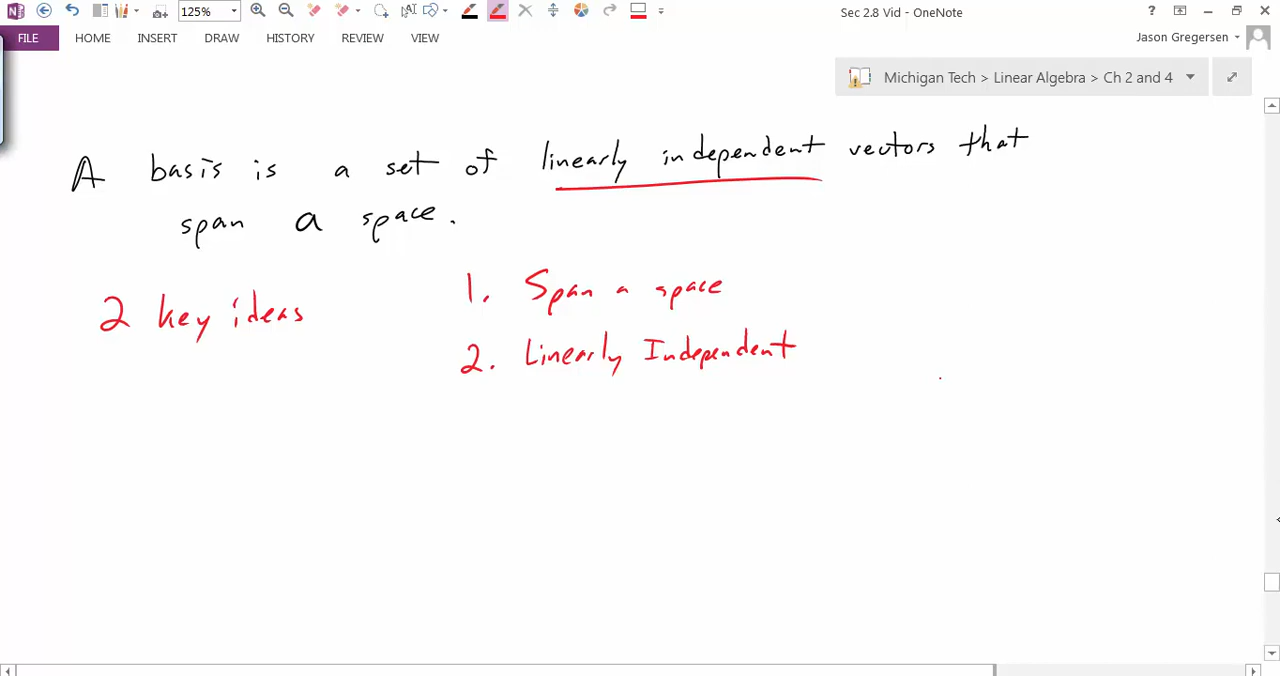 125%
Sec 2.8 Vid - OneNote
?
FILE HOME INSERT DRAW HISTORY REVIEW VIEW
Jason Gregersen
Michigan Tech > Linear Algebra > Ch 2 and 4
A basis is a set of linearly independent vectors that
span a space.
2 key ideas
1. Span a space
2. Linearly Independent